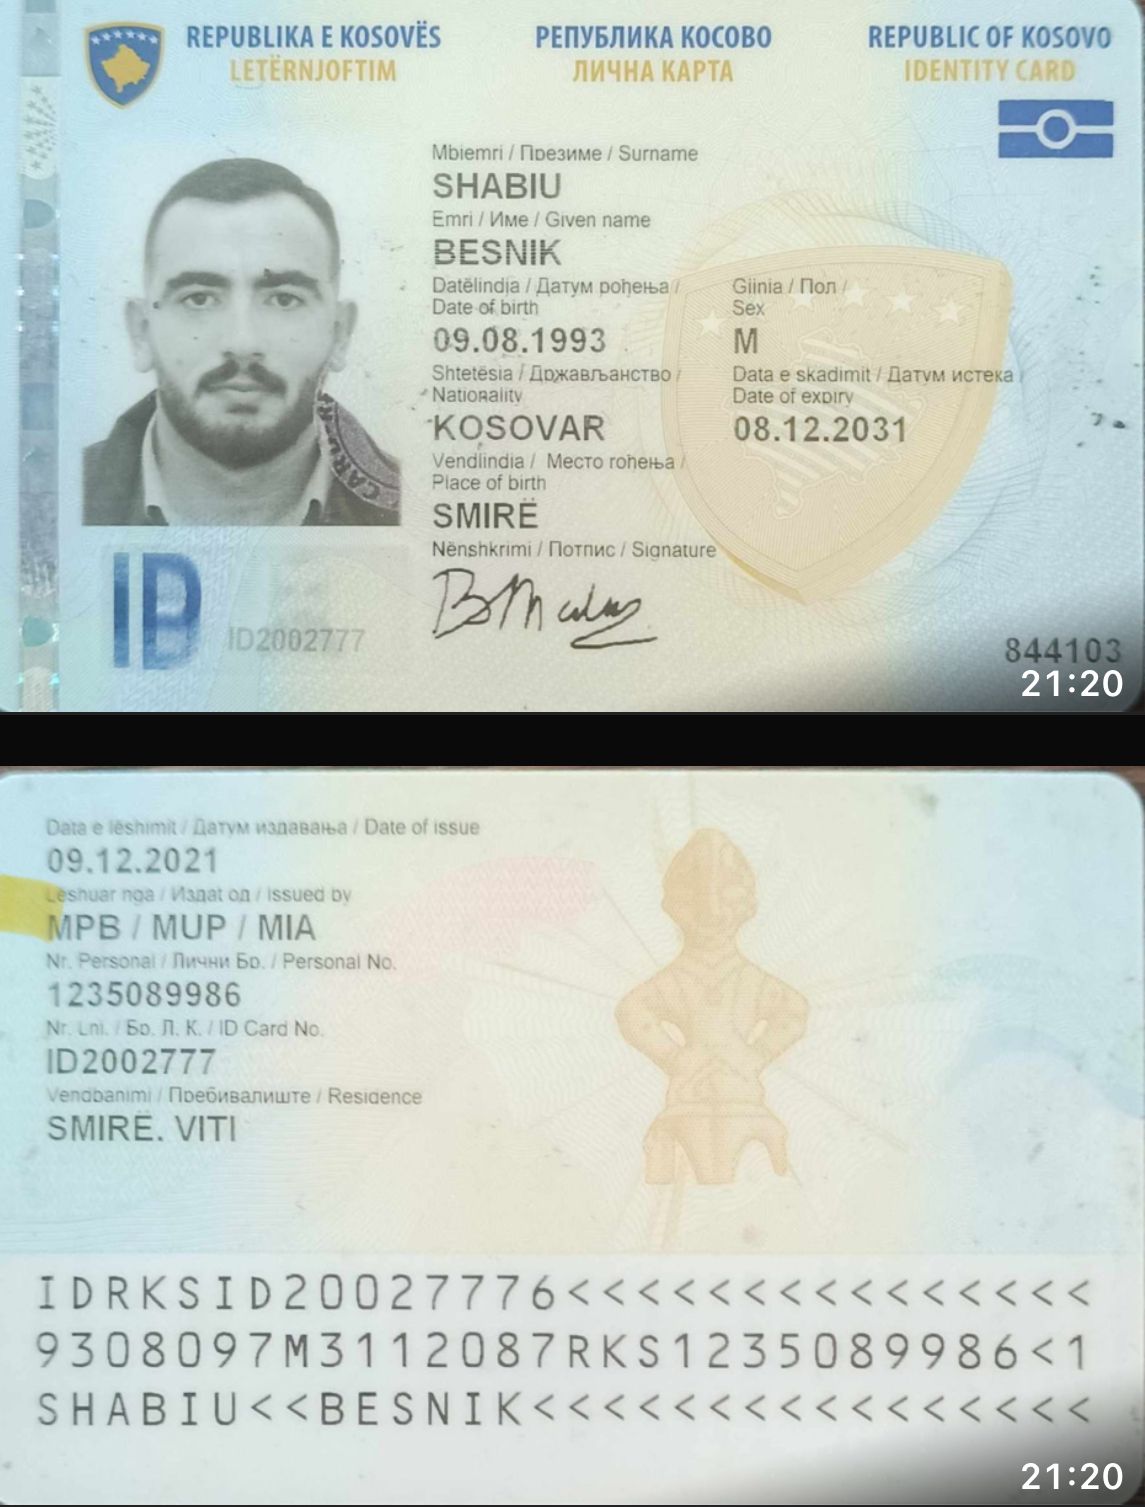 REPUBLIKA E KOSOVËS РЕПУБЛИКА КОСОВО REPUBLIC OF KOSOVO
LETËRNJOFTIM ЛИЧНА КАРТА IDENTITY CARD
Mbiemri / Презиме / Surname
SHABIU
Emri / Име / Given name
BESNIK
Datëlindja / Датум рођења /
Date of birth
09.08.1993
Gjinia / Пол /
Sex
M
Shtetësia / Држављанство /
Nationality
KOSOVAR
Data e skadimit / Датум истека /
Date of expiry
08.12.2031
Vendlindja / Место рођења /
Place of birth
SMIRË
Nënshkrimi / Потпис / Signature
ID
ID2002777
844103
21:20
Data e lëshimit / Датум издавања / Date of issue
09.12.2021
Lëshuar nga / Издат од / Issued by
MPB / MUP / MIA
Nr. Personal / Лични Бр. / Personal No.
1235089986
Nr. Lnj. / Бр. Л. К. / ID Card No.
ID2002777
Vendbanimi / Пребивалиште / Residence
SMIRË, VITI
IDRKSID20027776<<<<<<<<<<<<<<<
9308097M3112087RKS1235089986<1
SHABIU<<BESNIK<<<<<<<<<<<<<<<<
21:20